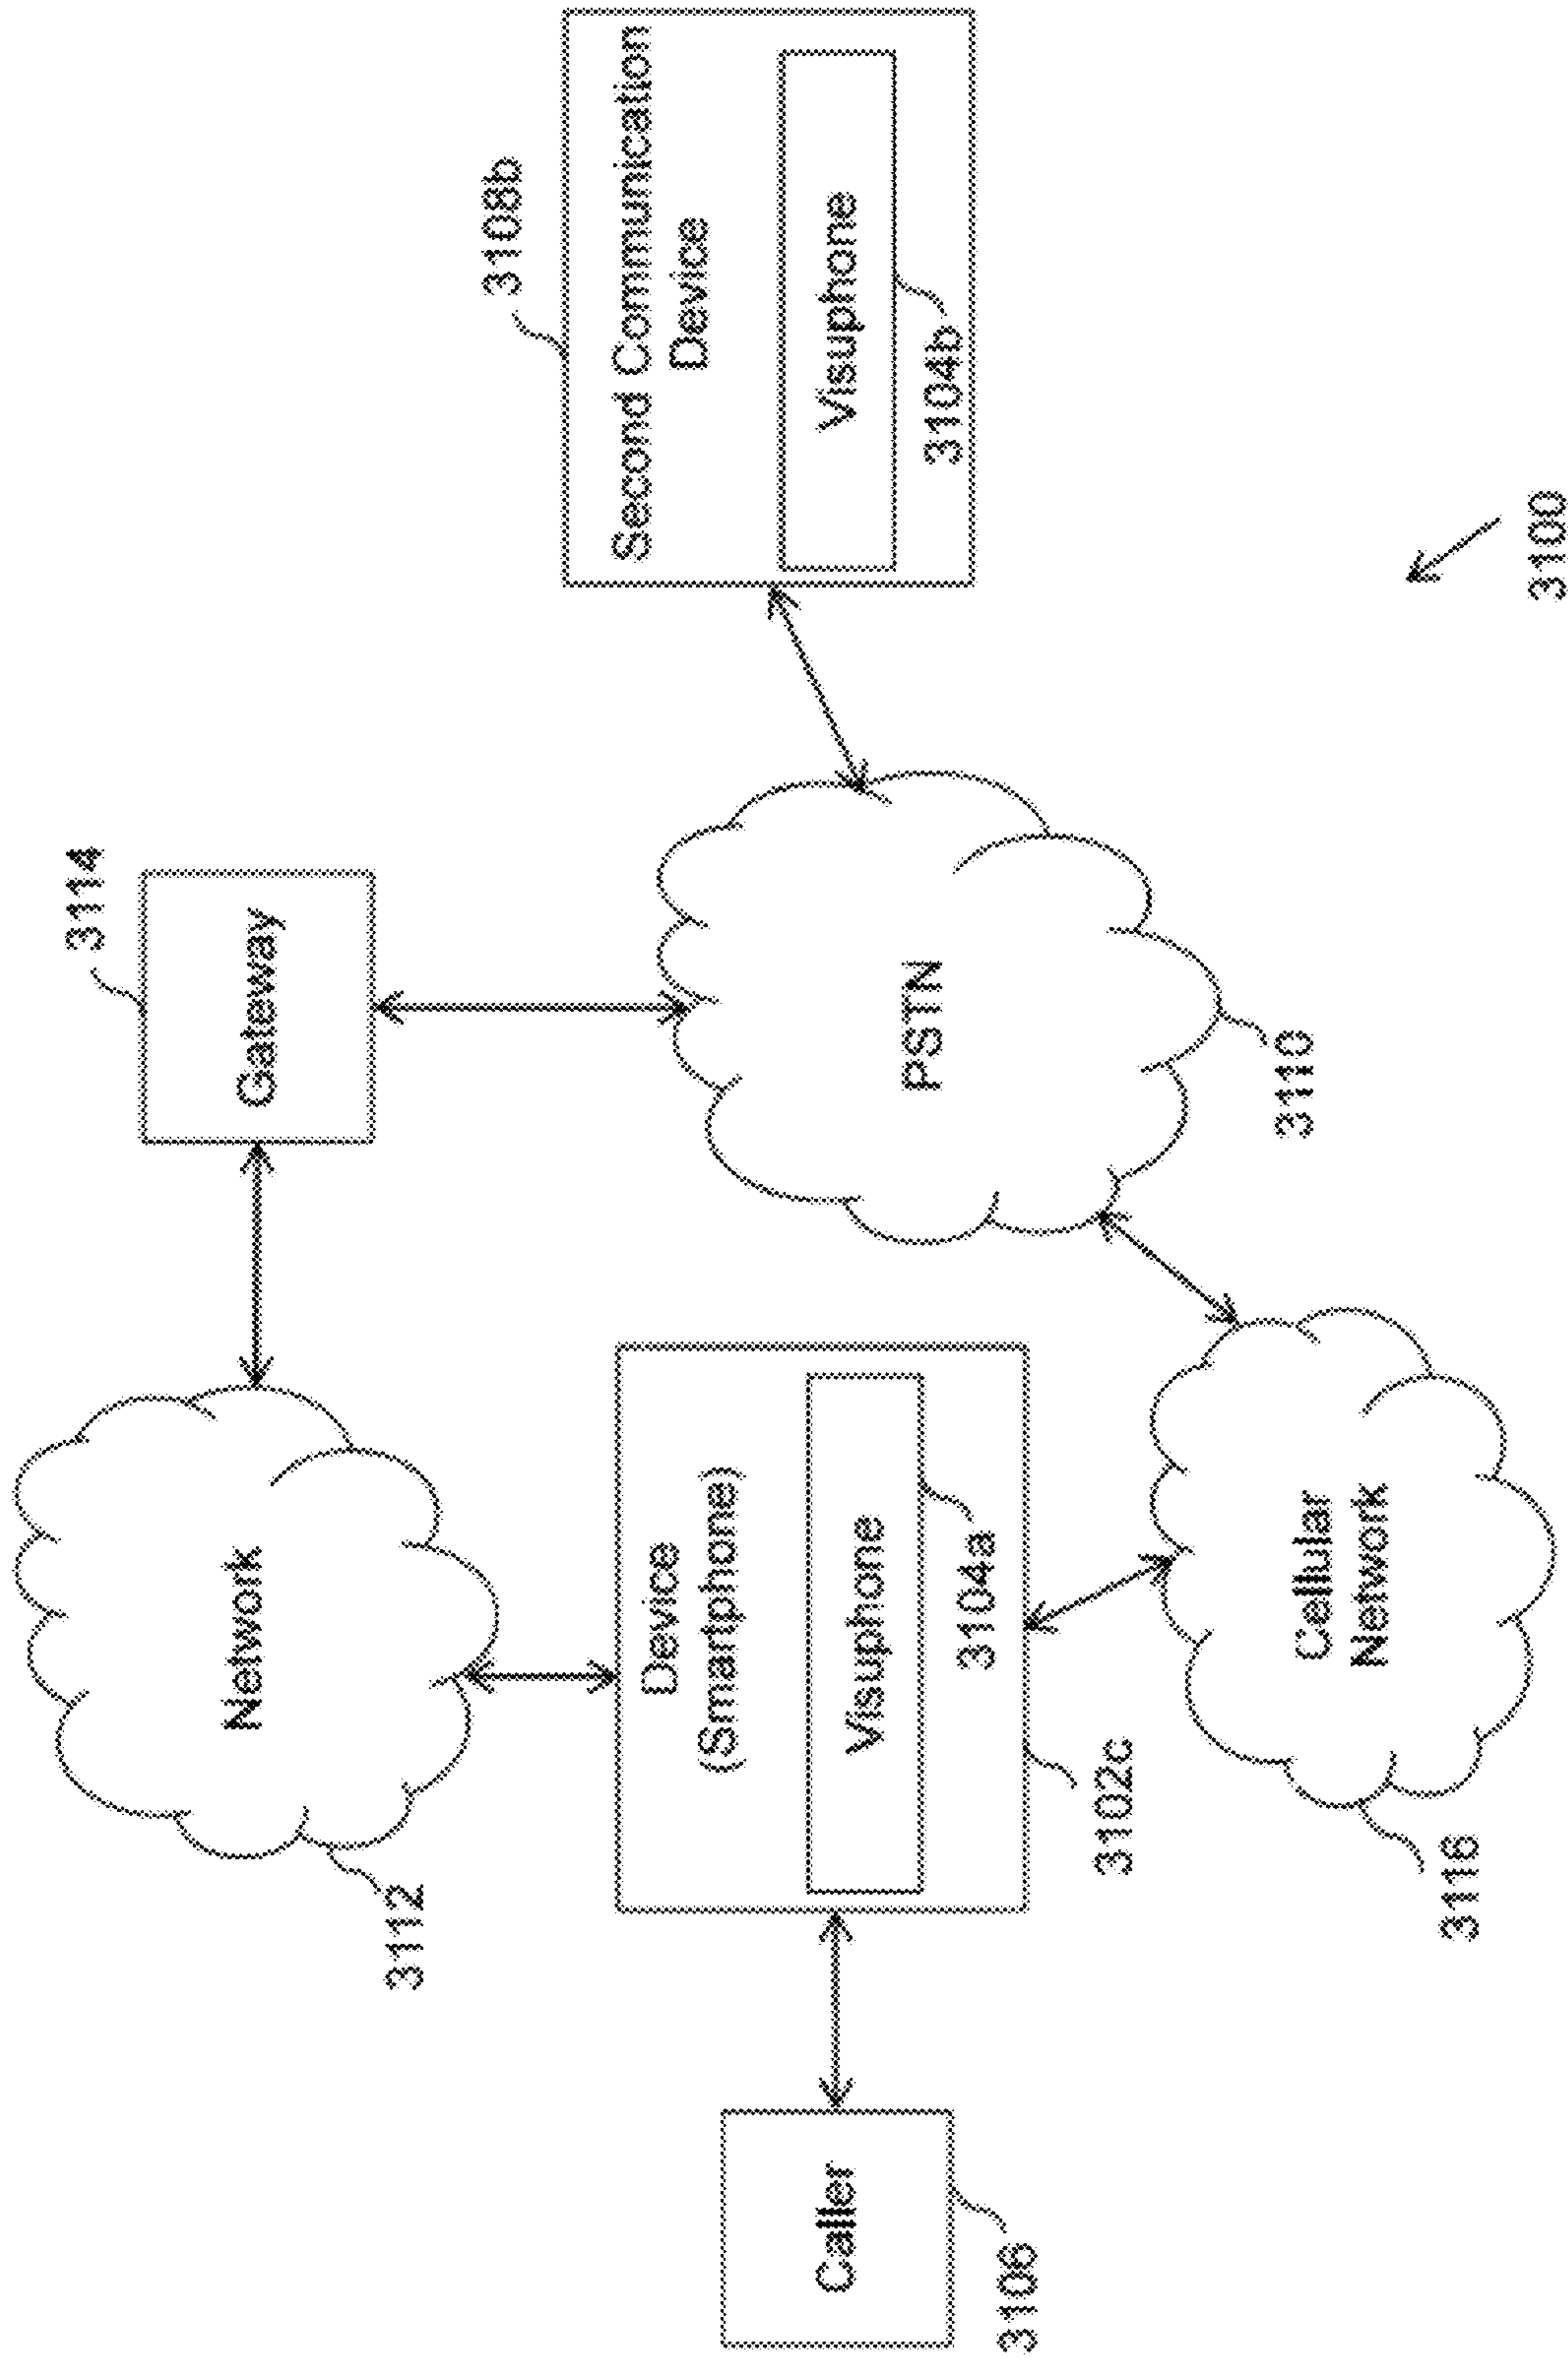 Network
3112
Gateway
3114
Caller
3106
Device
(Smartphone)
Visuphone
3104a
3102c
PSTN
3110
Cellular
Network
3116
3108b
Second Communication
Device
Visuphone
3104b
3100